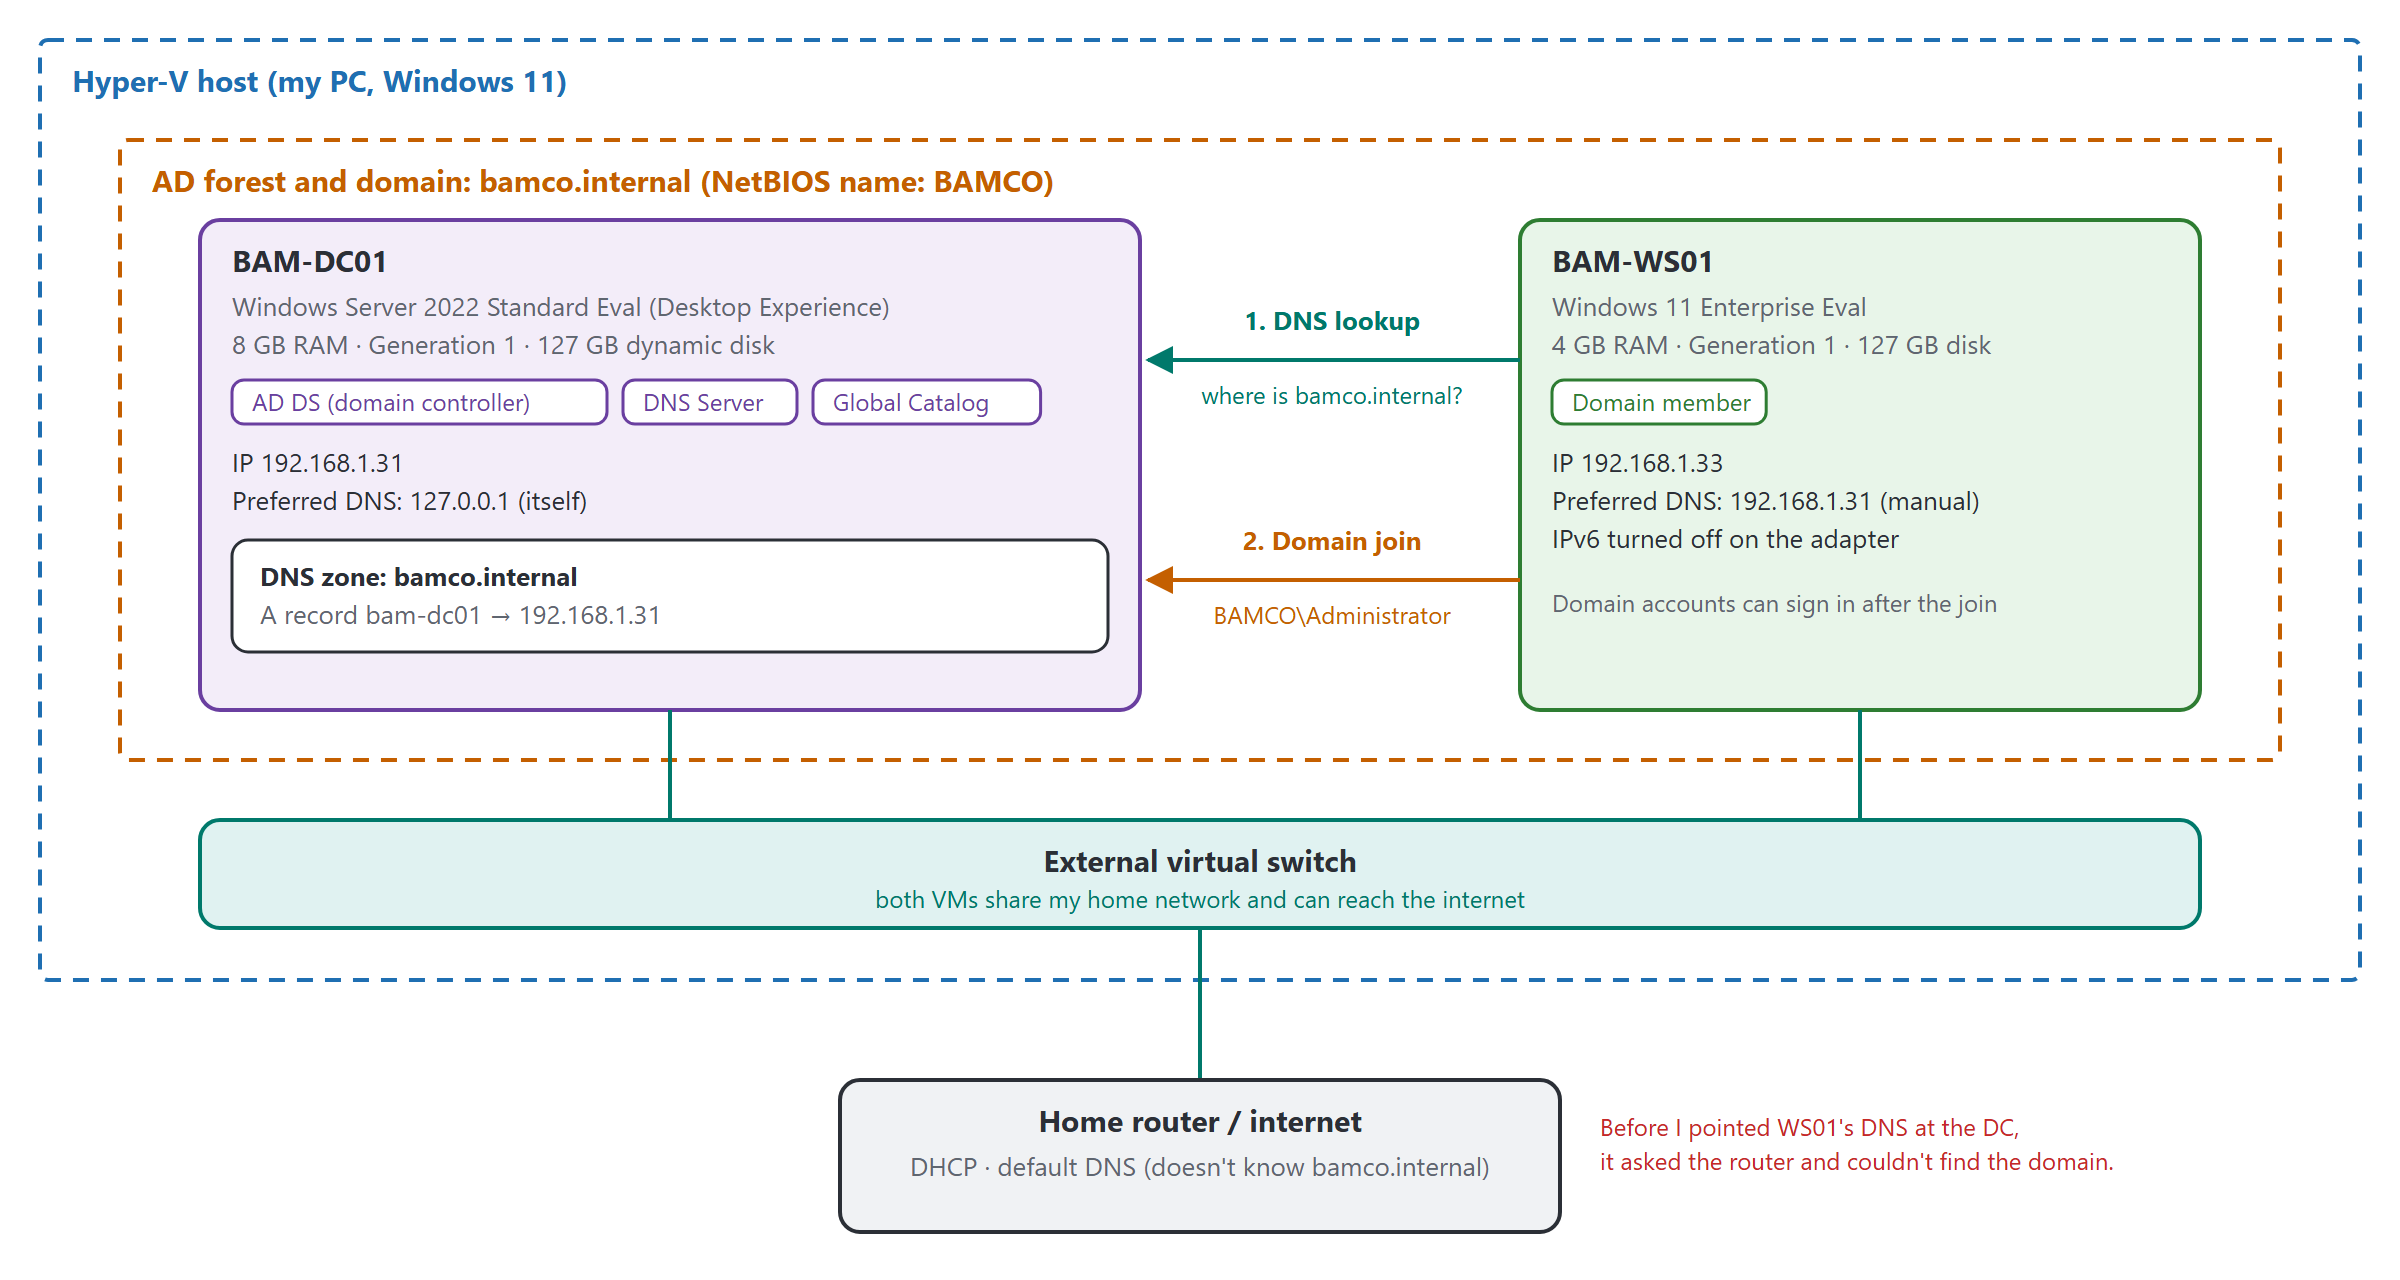 Hyper-V host (my PC, Windows 11)
AD forest and domain: bamco.internal (NetBIOS name: BAMCO)
BAM-DC01
Windows Server 2022 Standard Eval (Desktop Experience)
8 GB RAM · Generation 1 · 127 GB dynamic disk
AD DS (domain controller)
DNS Server
Global Catalog
IP 192.168.1.31
Preferred DNS: 127.0.0.1 (itself)
DNS zone: bamco.internal
A record bam-dc01 → 192.168.1.31
1. DNS lookup
where is bamco.internal?
2. Domain join
BAMCO\Administrator
BAM-WS01
Windows 11 Enterprise Eval
4 GB RAM · Generation 1 · 127 GB disk
Domain member
IP 192.168.1.33
Preferred DNS: 192.168.1.31 (manual)
IPv6 turned off on the adapter
Domain accounts can sign in after the join
External virtual switch
both VMs share my home network and can reach the internet
Home router / internet
DHCP · default DNS (doesn't know bamco.internal)
Before I pointed WS01's DNS at the DC,
it asked the router and couldn't find the domain.